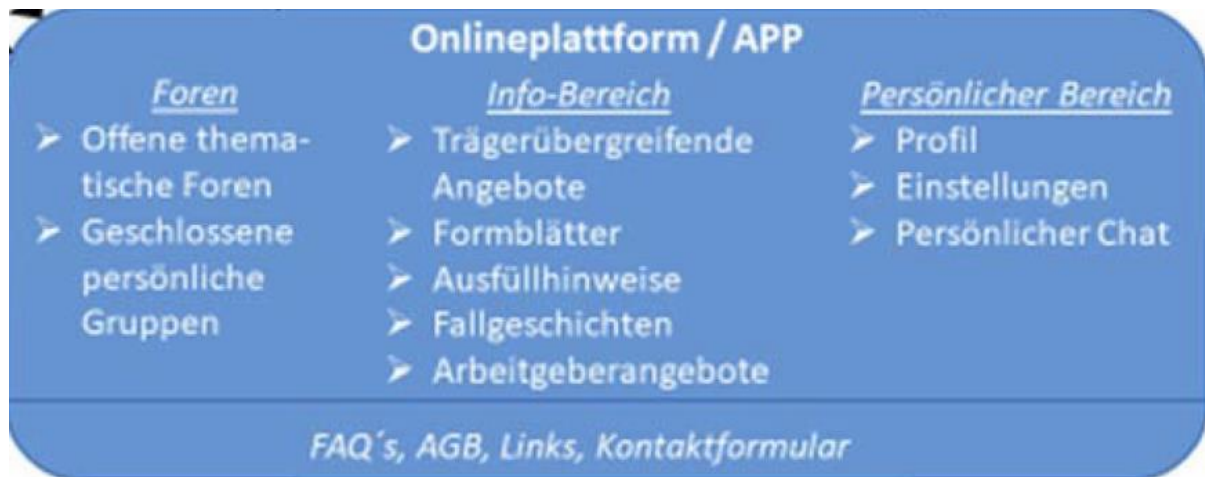 Onlineplattform / APP
Foren
➢ Offene thema-
tische Foren
➢ Geschlossene
persönliche
Gruppen
Info-Bereich
➢ Trägerübergreifende
Angebote
➢ Formblätter
➢ Ausfüllhinweise
➢ Fallgeschichten
➢ Arbeitgeberangebote
Persönlicher Bereich
➢ Profil
➢ Einstellungen
➢ Persönlicher Chat
FAQ´s, AGB, Links, Kontaktformular